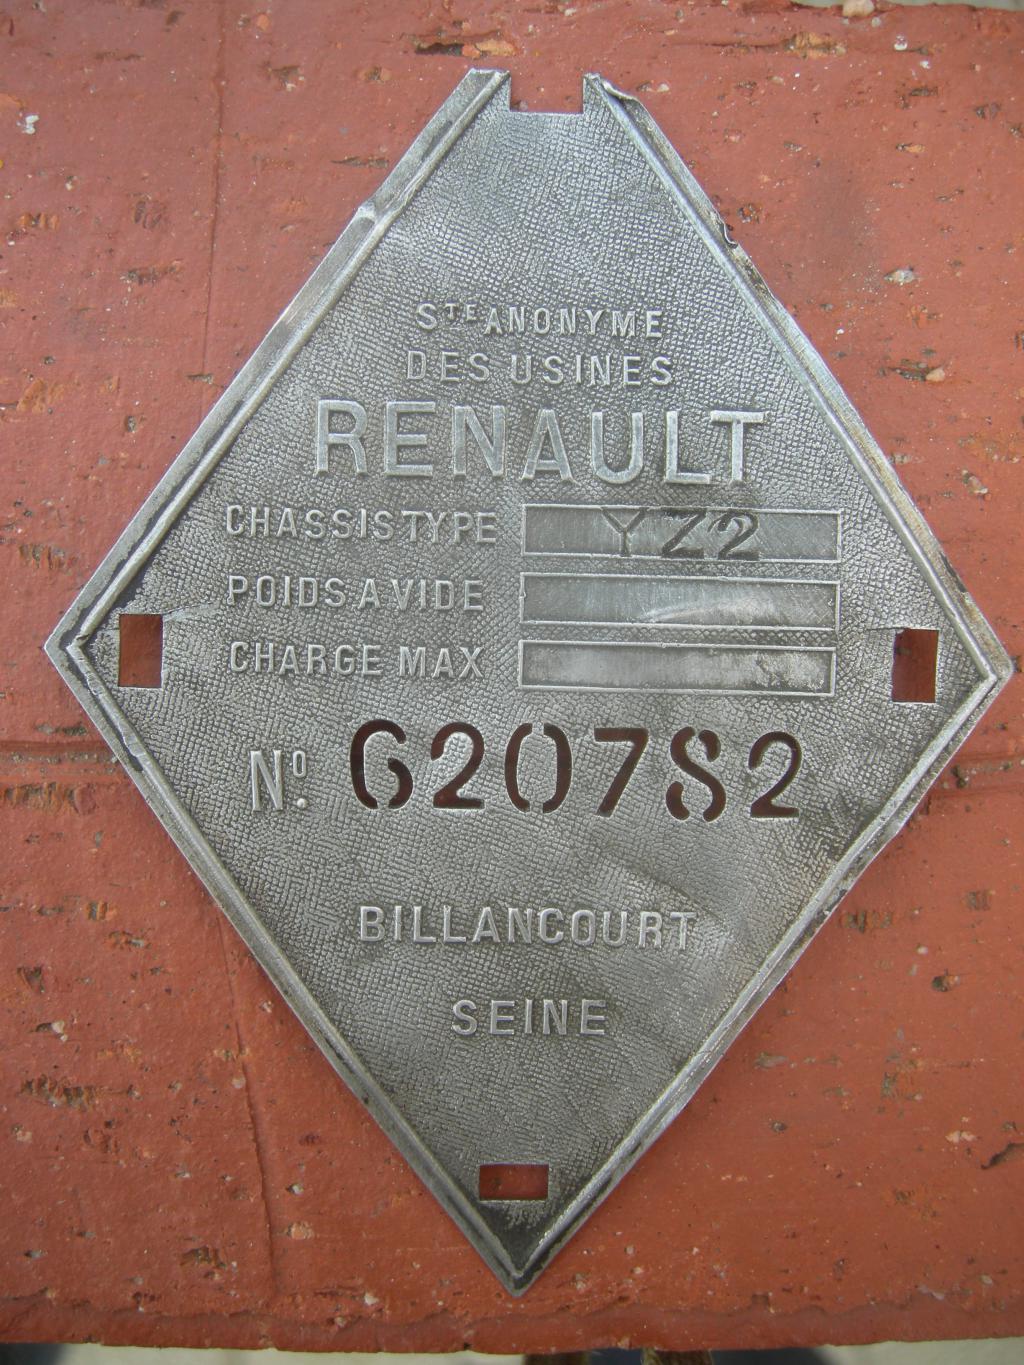 STE ANONYME
DES USINES
RENAULT
CHASSIS TYPE YZ2
POIDS A VIDE
CHARGE MAX
No. 620782
BILLANCOURT
SEINE